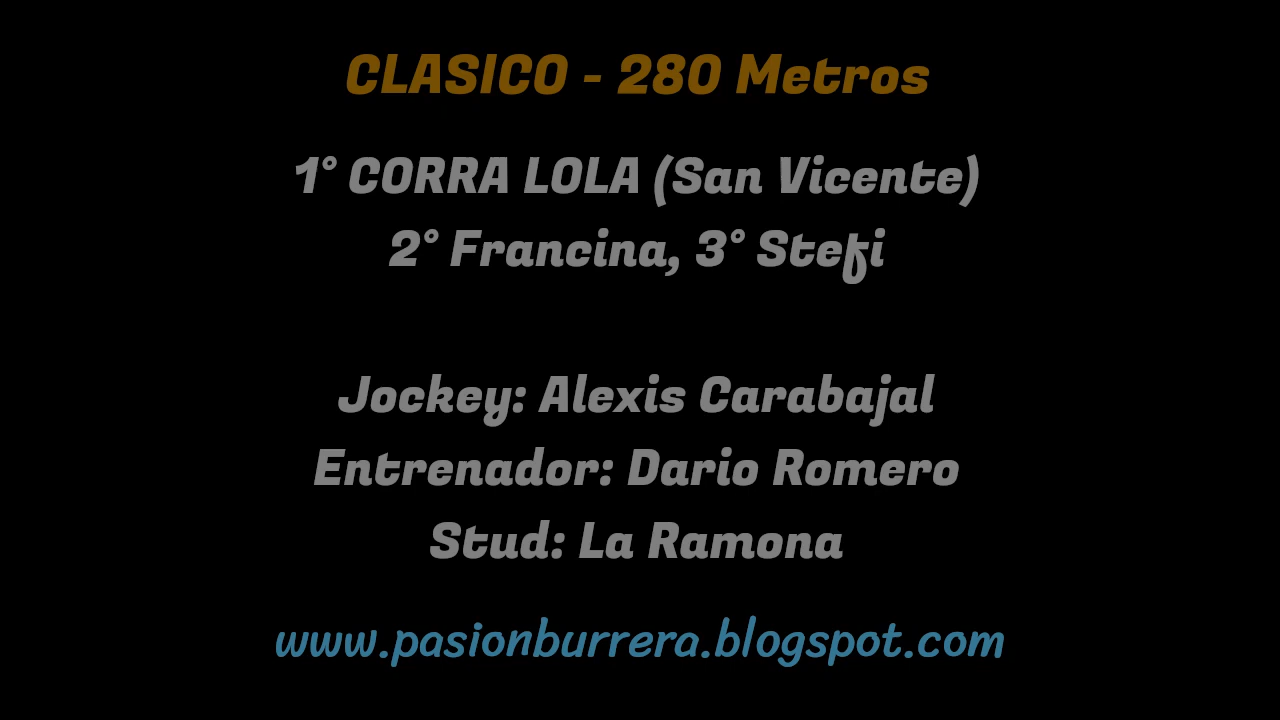 CLASICO - 280 Metros
1° CORRA LOLA (San Vicente)
2° Francina, 3° Stefi
Jockey: Alexis Carabajal
Entrenador: Dario Romero
Stud: La Ramona
www.pasionburrera.blogspot.com